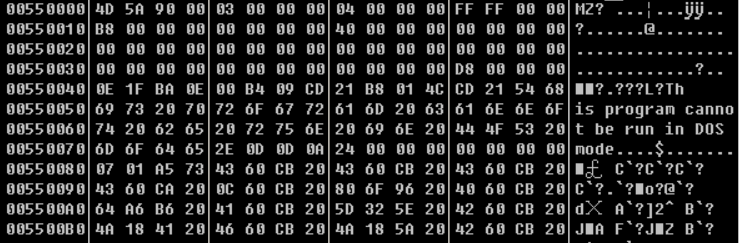 00550000 4D 5A 90 00 03 00 00 00 04 00 00 00 FF FF 00 00 MZ? ...¦...ÿÿ..
00550010 B8 00 00 00 00 00 00 00 40 00 00 00 00 00 00 00 ?.......@.......
00550020 00 00 00 00 00 00 00 00 00 00 00 00 00 00 00 00 ................
00550030 00 00 00 00 00 00 00 00 00 00 00 00 D8 00 00 00 ............?..
00550040 0E 1F BA 0E 00 B4 09 CD 21 B8 01 4C CD 21 54 68 ■■?.???L?Th
00550050 69 73 20 70 72 6F 67 72 61 6D 20 63 61 6E 6E 6F is program canno
00550060 74 20 62 65 20 72 75 6E 20 69 6E 20 44 4F 53 20 t be run in DOS
00550070 6D 6F 64 65 2E 0D 0D 0A 24 00 00 00 00 00 00 00 mode....$.......
00550080 07 01 A5 73 43 60 CB 20 43 60 CB 20 43 60 CB 20 ■£ C`?C`?C`?
00550090 43 60 CA 20 0C 60 CB 20 80 6F 96 20 40 60 CB 20 C`?.`?■o?@`?
005500A0 64 A6 B6 20 41 60 CB 20 5D 32 5E 20 42 60 CB 20 d╳ A`?]2^ B`?
005500B0 4A 18 41 20 46 60 CB 20 4A 18 5A 20 42 60 CB 20 J■A F`?J■Z B`?